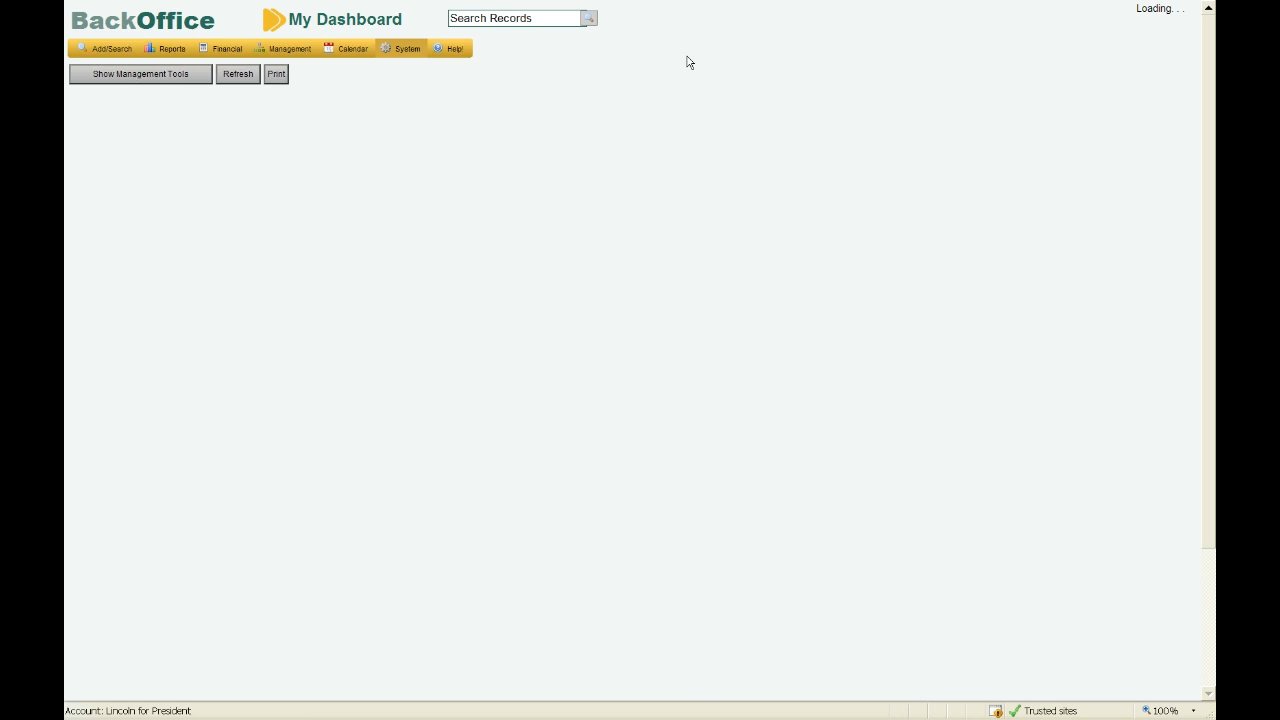 BackOffice My Dashboard Search Records Loading. . .
Add/Search Reports Financial Management Calendar System Help!
Show Management Tools Refresh Print
Account: Lincoln for President Trusted sites 100%